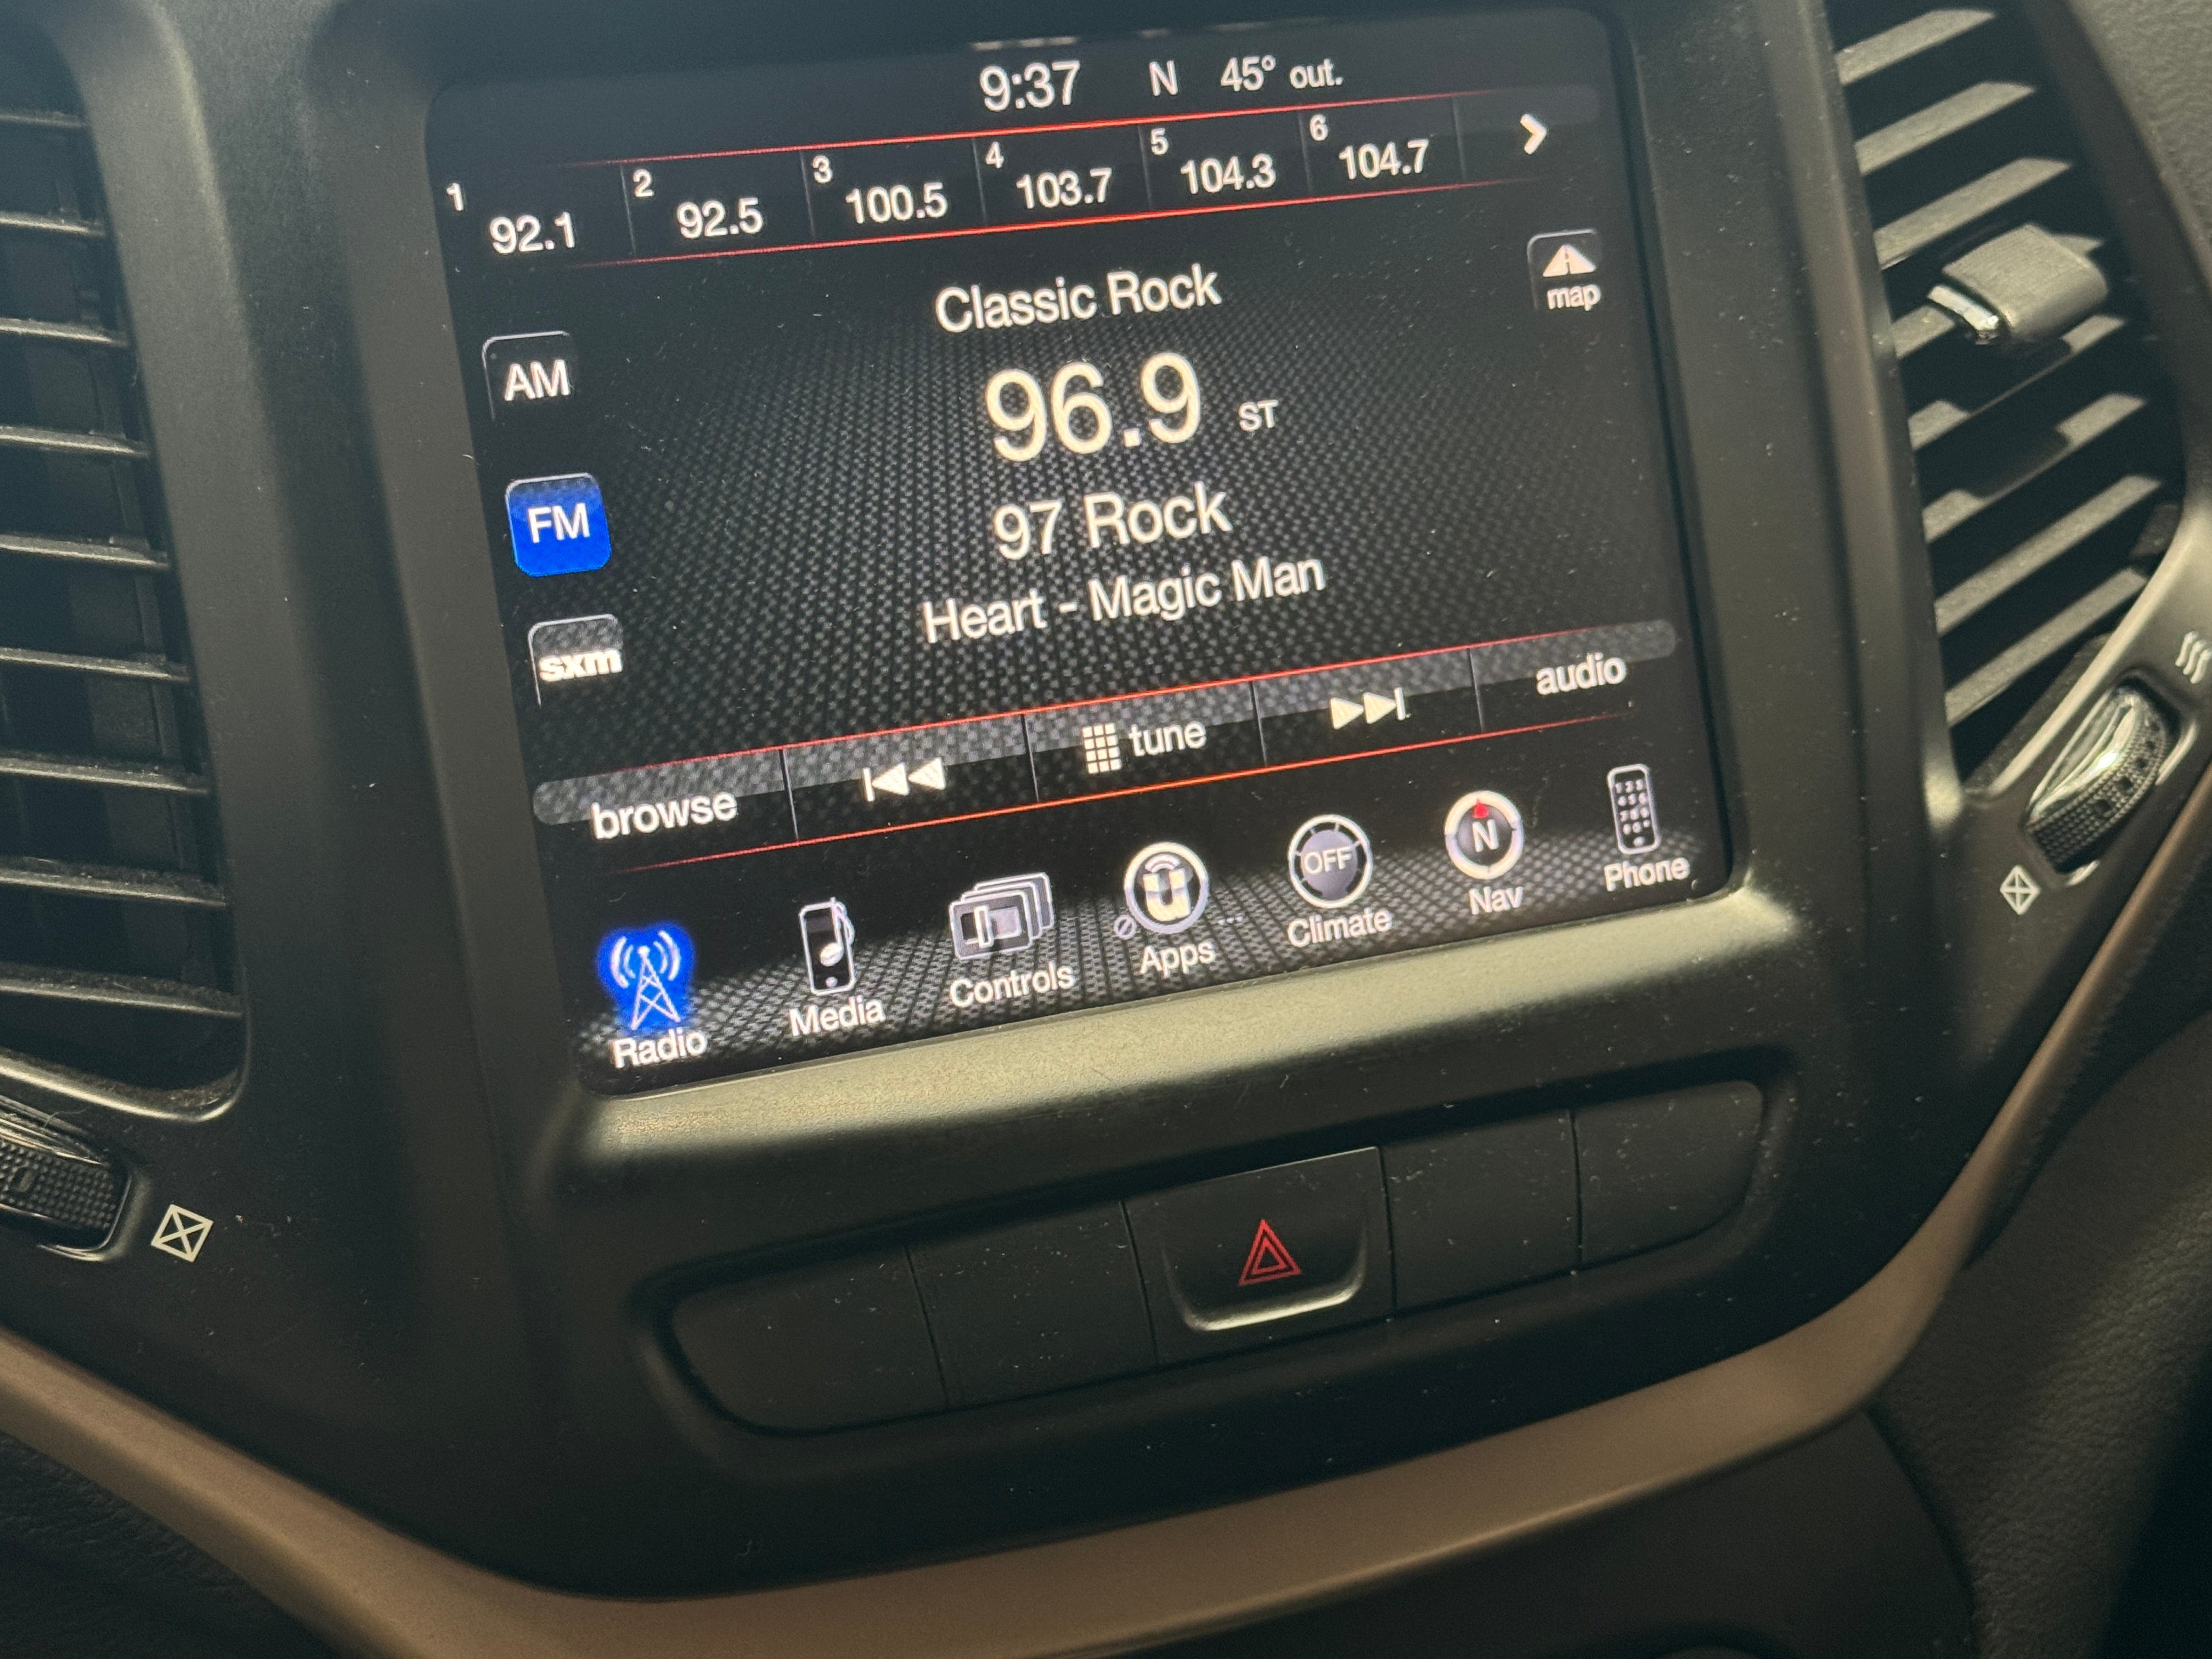 9:37 N 45° out.
1 92.1 2 92.5 3 100.5 4 103.7 5 104.3 6 104.7
Classic Rock
map
AM
96.9 ST
FM
97 Rock
Heart - Magic Man
sxm
browse tune audio
OFF N
U
Radio Media Controls Apps ... Climate Nav Phone